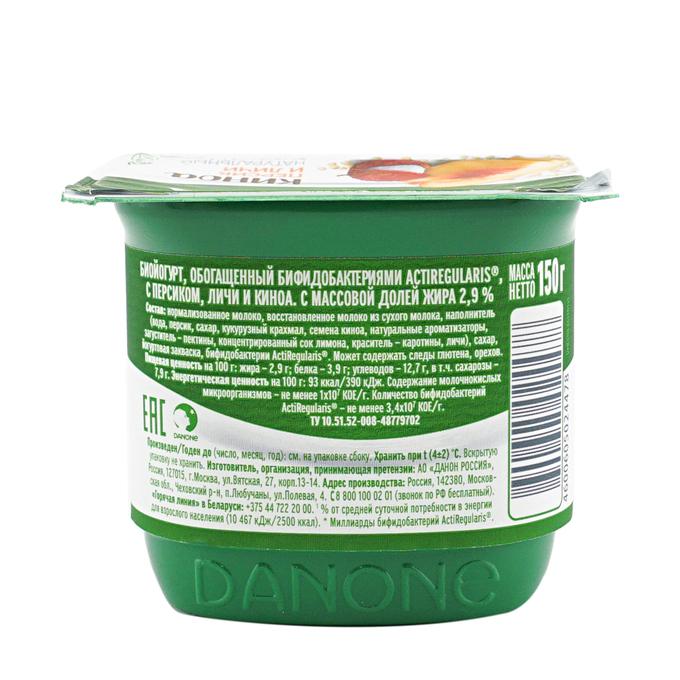 КИНОА
ПЕРСИК
И ЛИЧИ
НАТУРАЛЬНЫЙ
БИОЙОГУРТ, ОБОГАЩЕННЫЙ БИФИДОБАКТЕРИЯМИ ACTIREGULARIS®,
С ПЕРСИКОМ, ЛИЧИ И КИНОА. С МАССОВОЙ ДОЛЕЙ ЖИРА 2,9 %
МАССА
НЕТТО 150 г
Состав: нормализованное молоко, восстановленное молоко из сухого молока, наполнитель
(вода, персик, сахар, кукурузный крахмал, семена киноа, натуральные ароматизаторы,
загуститель - пектины, концентрированный сок лимона, краситель - каротины, личи), сахар,
йогуртовая закваска, бифидобактерии ActiRegularis®. Может содержать следы глютена, орехов.
Пищевая ценность на 100 г: жира - 2,9 г; белка - 3,9 г; углеводов - 12,7 г, в т.ч. сахарозы -
7,9 г. Энергетическая ценность на 100 г: 93 ккал/390 кДж. Содержание молочнокислых
микроорганизмов - не менее 1x10⁷ КОЕ/г. Количество бифидобактерий
ActiRegularis® - не менее 3,4x10⁷ КОЕ/г.
ТУ 10.51.52-008-48779702
EAC
DANONE
Произведен/Годен до (число, месяц, год): см. на упаковке сбоку. Хранить при t (4±2) °С. Вскрытую
упаковку не хранить. Изготовитель, организация, принимающая претензии: АО «ДАНОН РОССИЯ»,
Россия, 127015, г.Москва, ул.Вятская, 27, корп.13-14. Адрес производства: Россия, 142380, Москов-
ская обл., Чеховский р-н, п.Любучаны, ул.Полевая, 4. С 8 800 100 02 01 (звонок по РФ бесплатный).
«Горячая линия» в Беларуси: +375 44 722 20 00. ¹ % от средней суточной потребности в энергии
для взрослого населения (10 467 кДж/2500 ккал). * Миллиарды бифидобактерий ActiRegularis®.
4600605024478
DANONE